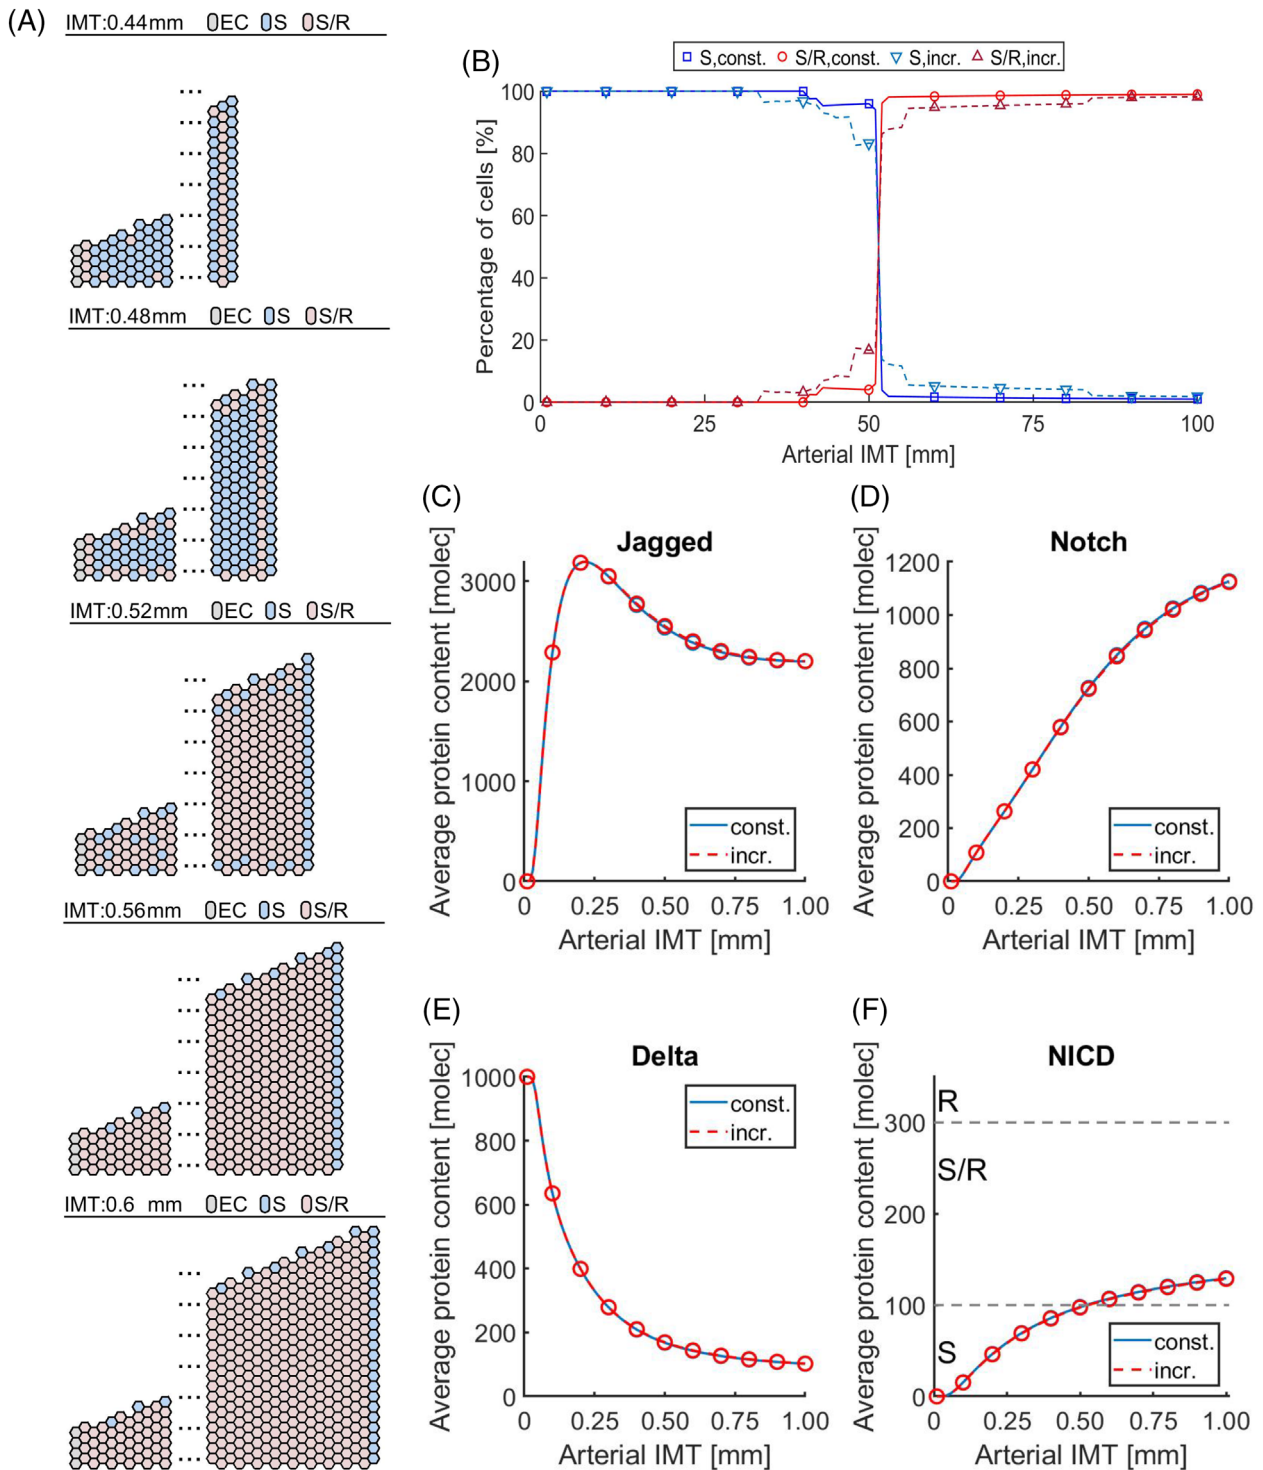 (A)
IMT:0.44mm EC S S/R
...
...
...
...
...
...
...
IMT:0.48mm EC S S/R
...
...
...
...
...
...
...
IMT:0.52mm EC S S/R
...
...
...
...
...
...
...
IMT:0.56mm EC S S/R
...
...
...
...
...
...
...
IMT:0.6 mm EC S S/R
...
...
...
...
...
...
...
(B)
S,const. S/R,const. S,incr. S/R,incr.
Percentage of cells [%]
100
80
60
40
20
0
0 25 50 75 100
Arterial IMT [mm]
(C)
Jagged
Average protein content [molec]
3000
2000
1000
0
const.
incr.
0 0.25 0.50 0.75 1.00
Arterial IMT [mm]
(D)
Notch
Average protein content [molec]
1200
1000
800
600
400
200
0
const.
incr.
0 0.25 0.50 0.75 1.00
Arterial IMT [mm]
(E)
Delta
Average protein content [molec]
1000
800
600
400
200
0
const.
incr.
0 0.25 0.50 0.75 1.00
Arterial IMT [mm]
(F)
NICD
Average protein content [molec]
R
300
S/R
200
100
S
0
const.
incr.
0 0.25 0.50 0.75 1.00
Arterial IMT [mm]